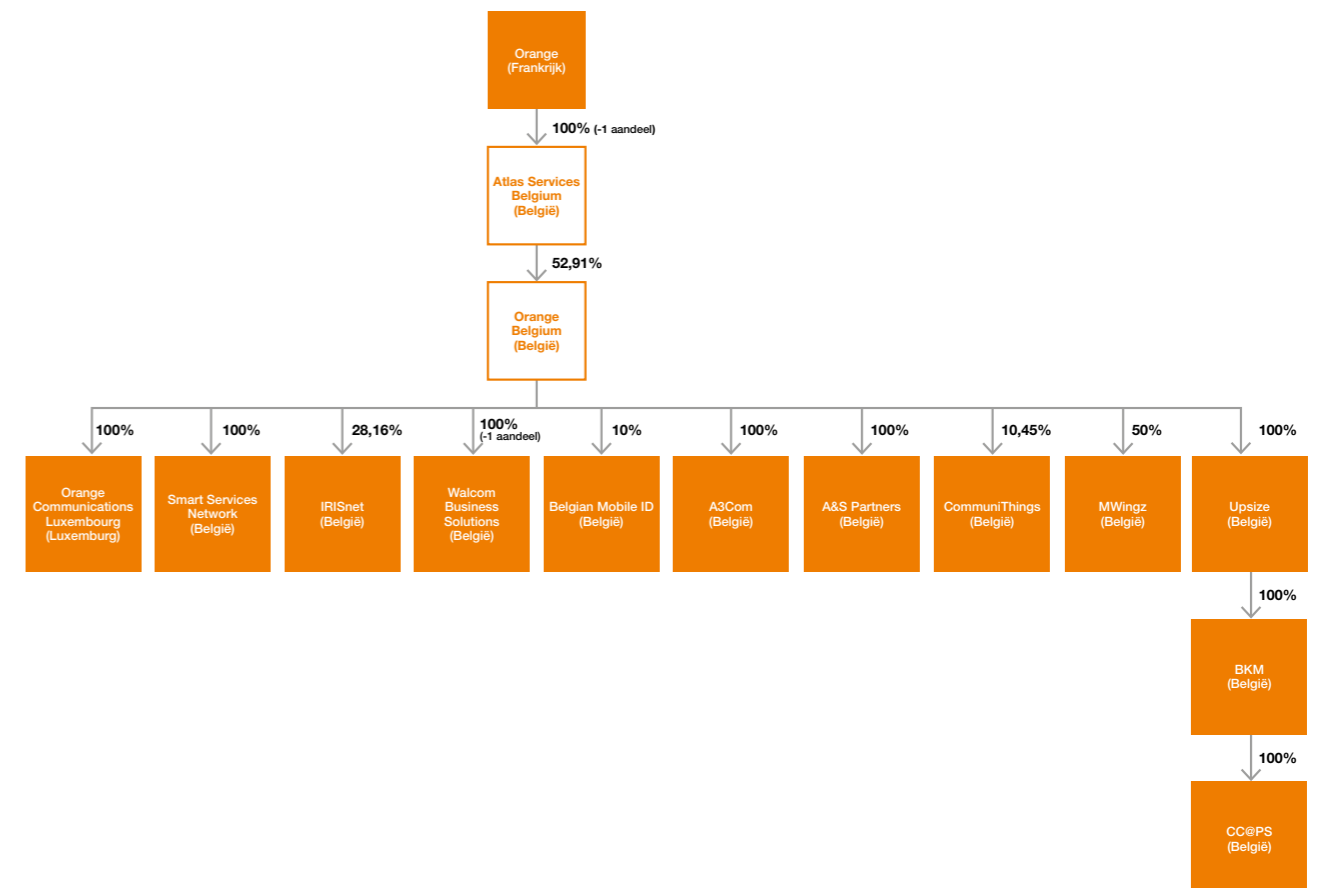 Orange
(Frankrijk)
100% (-1 aandeel)
Atlas Services
Belgium
(België)
52,91%
Orange
Belgium
(België)
100%
100%
28,16%
100%
(-1 aandeel)
10%
100%
100%
10,45%
50%
100%
Orange
Communications
Luxembourg
(Luxemburg)
Smart Services
Network
(België)
IRISnet
(België)
Walcom
Business
Solutions
(België)
Belgian Mobile ID
(België)
A3Com
(België)
A&S Partners
(België)
CommuniThings
(België)
MWingz
(België)
Upsize
(België)
100%
BKM
(België)
100%
CC@PS
(België)